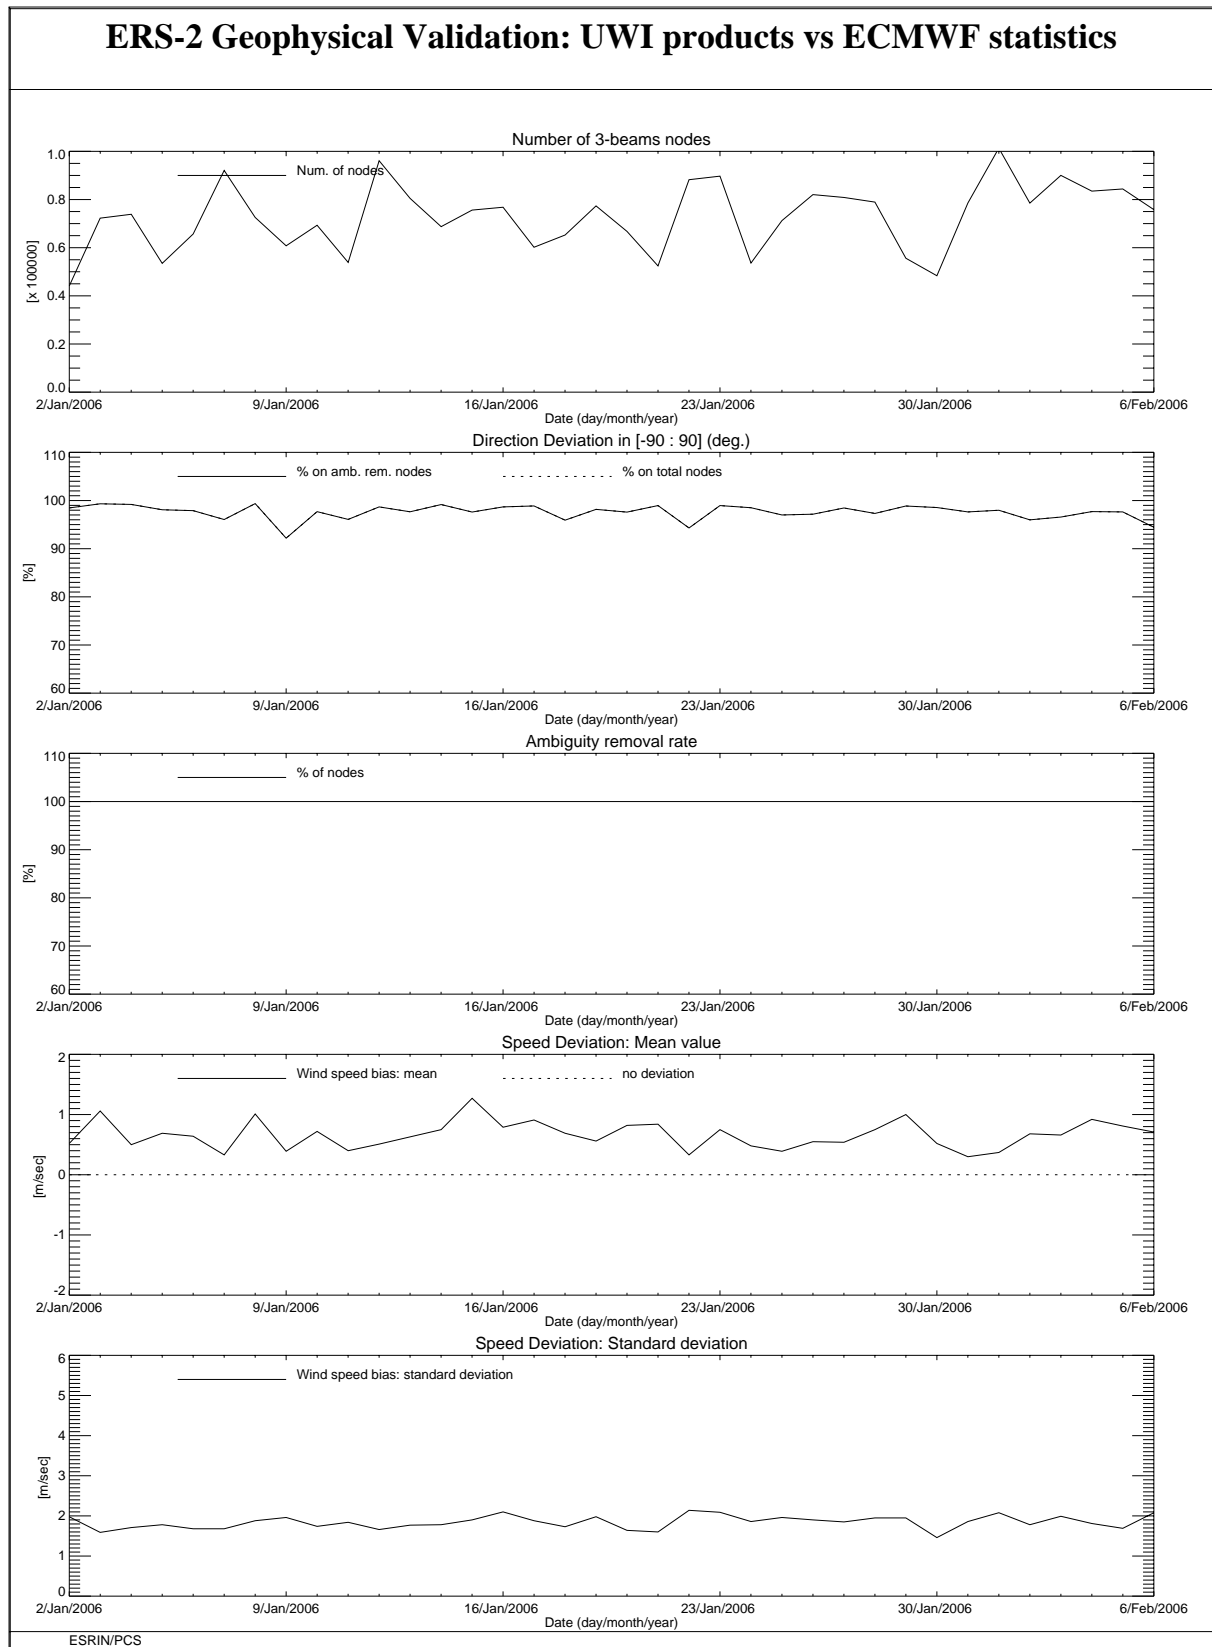 ERS-2 Geophysical Validation: UWI products vs ECMWF statistics
Number of 3-beams nodes
Num. of nodes
[x 100000]
1.0
0.8
0.6
0.4
0.2
0.0
2/Jan/2006 9/Jan/2006 16/Jan/2006 23/Jan/2006 30/Jan/2006 6/Feb/2006
Date (day/month/year)
Direction Deviation in [-90 : 90] (deg.)
% on amb. rem. nodes % on total nodes
[%]
110
100
90
80
70
60
2/Jan/2006 9/Jan/2006 16/Jan/2006 23/Jan/2006 30/Jan/2006 6/Feb/2006
Date (day/month/year)
Ambiguity removal rate
% of nodes
[%]
110
100
90
80
70
60
2/Jan/2006 9/Jan/2006 16/Jan/2006 23/Jan/2006 30/Jan/2006 6/Feb/2006
Date (day/month/year)
Speed Deviation: Mean value
Wind speed bias: mean no deviation
[m/sec]
2
1
0
-1
-2
2/Jan/2006 9/Jan/2006 16/Jan/2006 23/Jan/2006 30/Jan/2006 6/Feb/2006
Date (day/month/year)
Speed Deviation: Standard deviation
Wind speed bias: standard deviation
[m/sec]
6
5
4
3
2
1
0
2/Jan/2006 9/Jan/2006 16/Jan/2006 23/Jan/2006 30/Jan/2006 6/Feb/2006
Date (day/month/year)
ESRIN/PCS